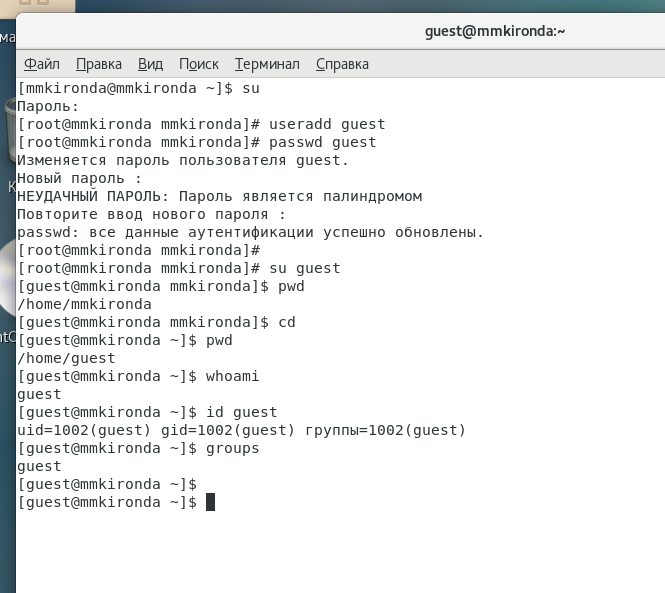 guest@mmkironda:~
Файл Правка Вид Поиск Терминал Справка
[mmkironda@mmkironda ~]$ su
Пароль:
[root@mmkironda mmkironda]# useradd guest
[root@mmkironda mmkironda]# passwd guest
Изменяется пароль пользователя guest.
Новый пароль :
НЕУДАЧНЫЙ ПАРОЛЬ: Пароль является палиндромом
Повторите ввод нового пароля :
passwd: все данные аутентификации успешно обновлены.
[root@mmkironda mmkironda]#
[root@mmkironda mmkironda]# su guest
[guest@mmkironda mmkironda]$ pwd
/home/mmkironda
[guest@mmkironda mmkironda]$ cd
[guest@mmkironda ~]$ pwd
/home/guest
[guest@mmkironda ~]$ whoami
guest
[guest@mmkironda ~]$ id guest
uid=1002(guest) gid=1002(guest) группы=1002(guest)
[guest@mmkironda ~]$ groups
guest
[guest@mmkironda ~]$
[guest@mmkironda ~]$